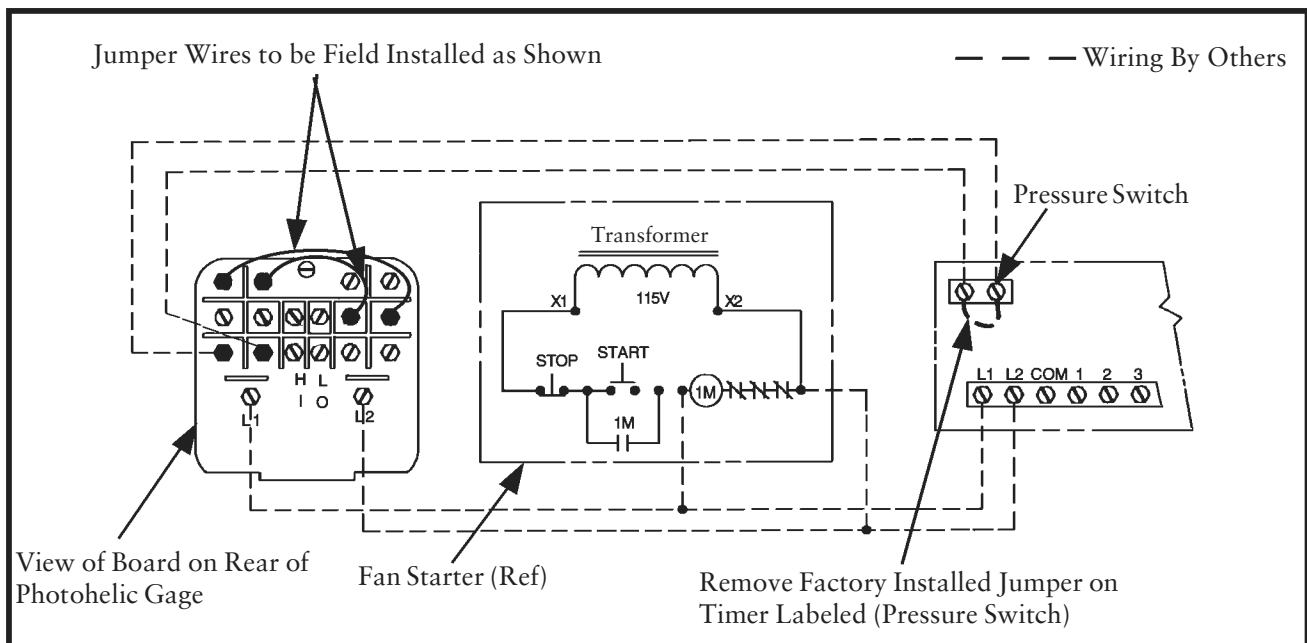 Jumper Wires to be Field Installed as Shown
Wiring By Others
Pressure Switch
Transformer
X1
115V
X2
STOP
START
1M
1M
H L
I O
L1
L2
L1 L2 COM 1 2 3
View of Board on Rear of
Photohelic Gage
Fan Starter (Ref)
Remove Factory Installed Jumper on
Timer Labeled (Pressure Switch)